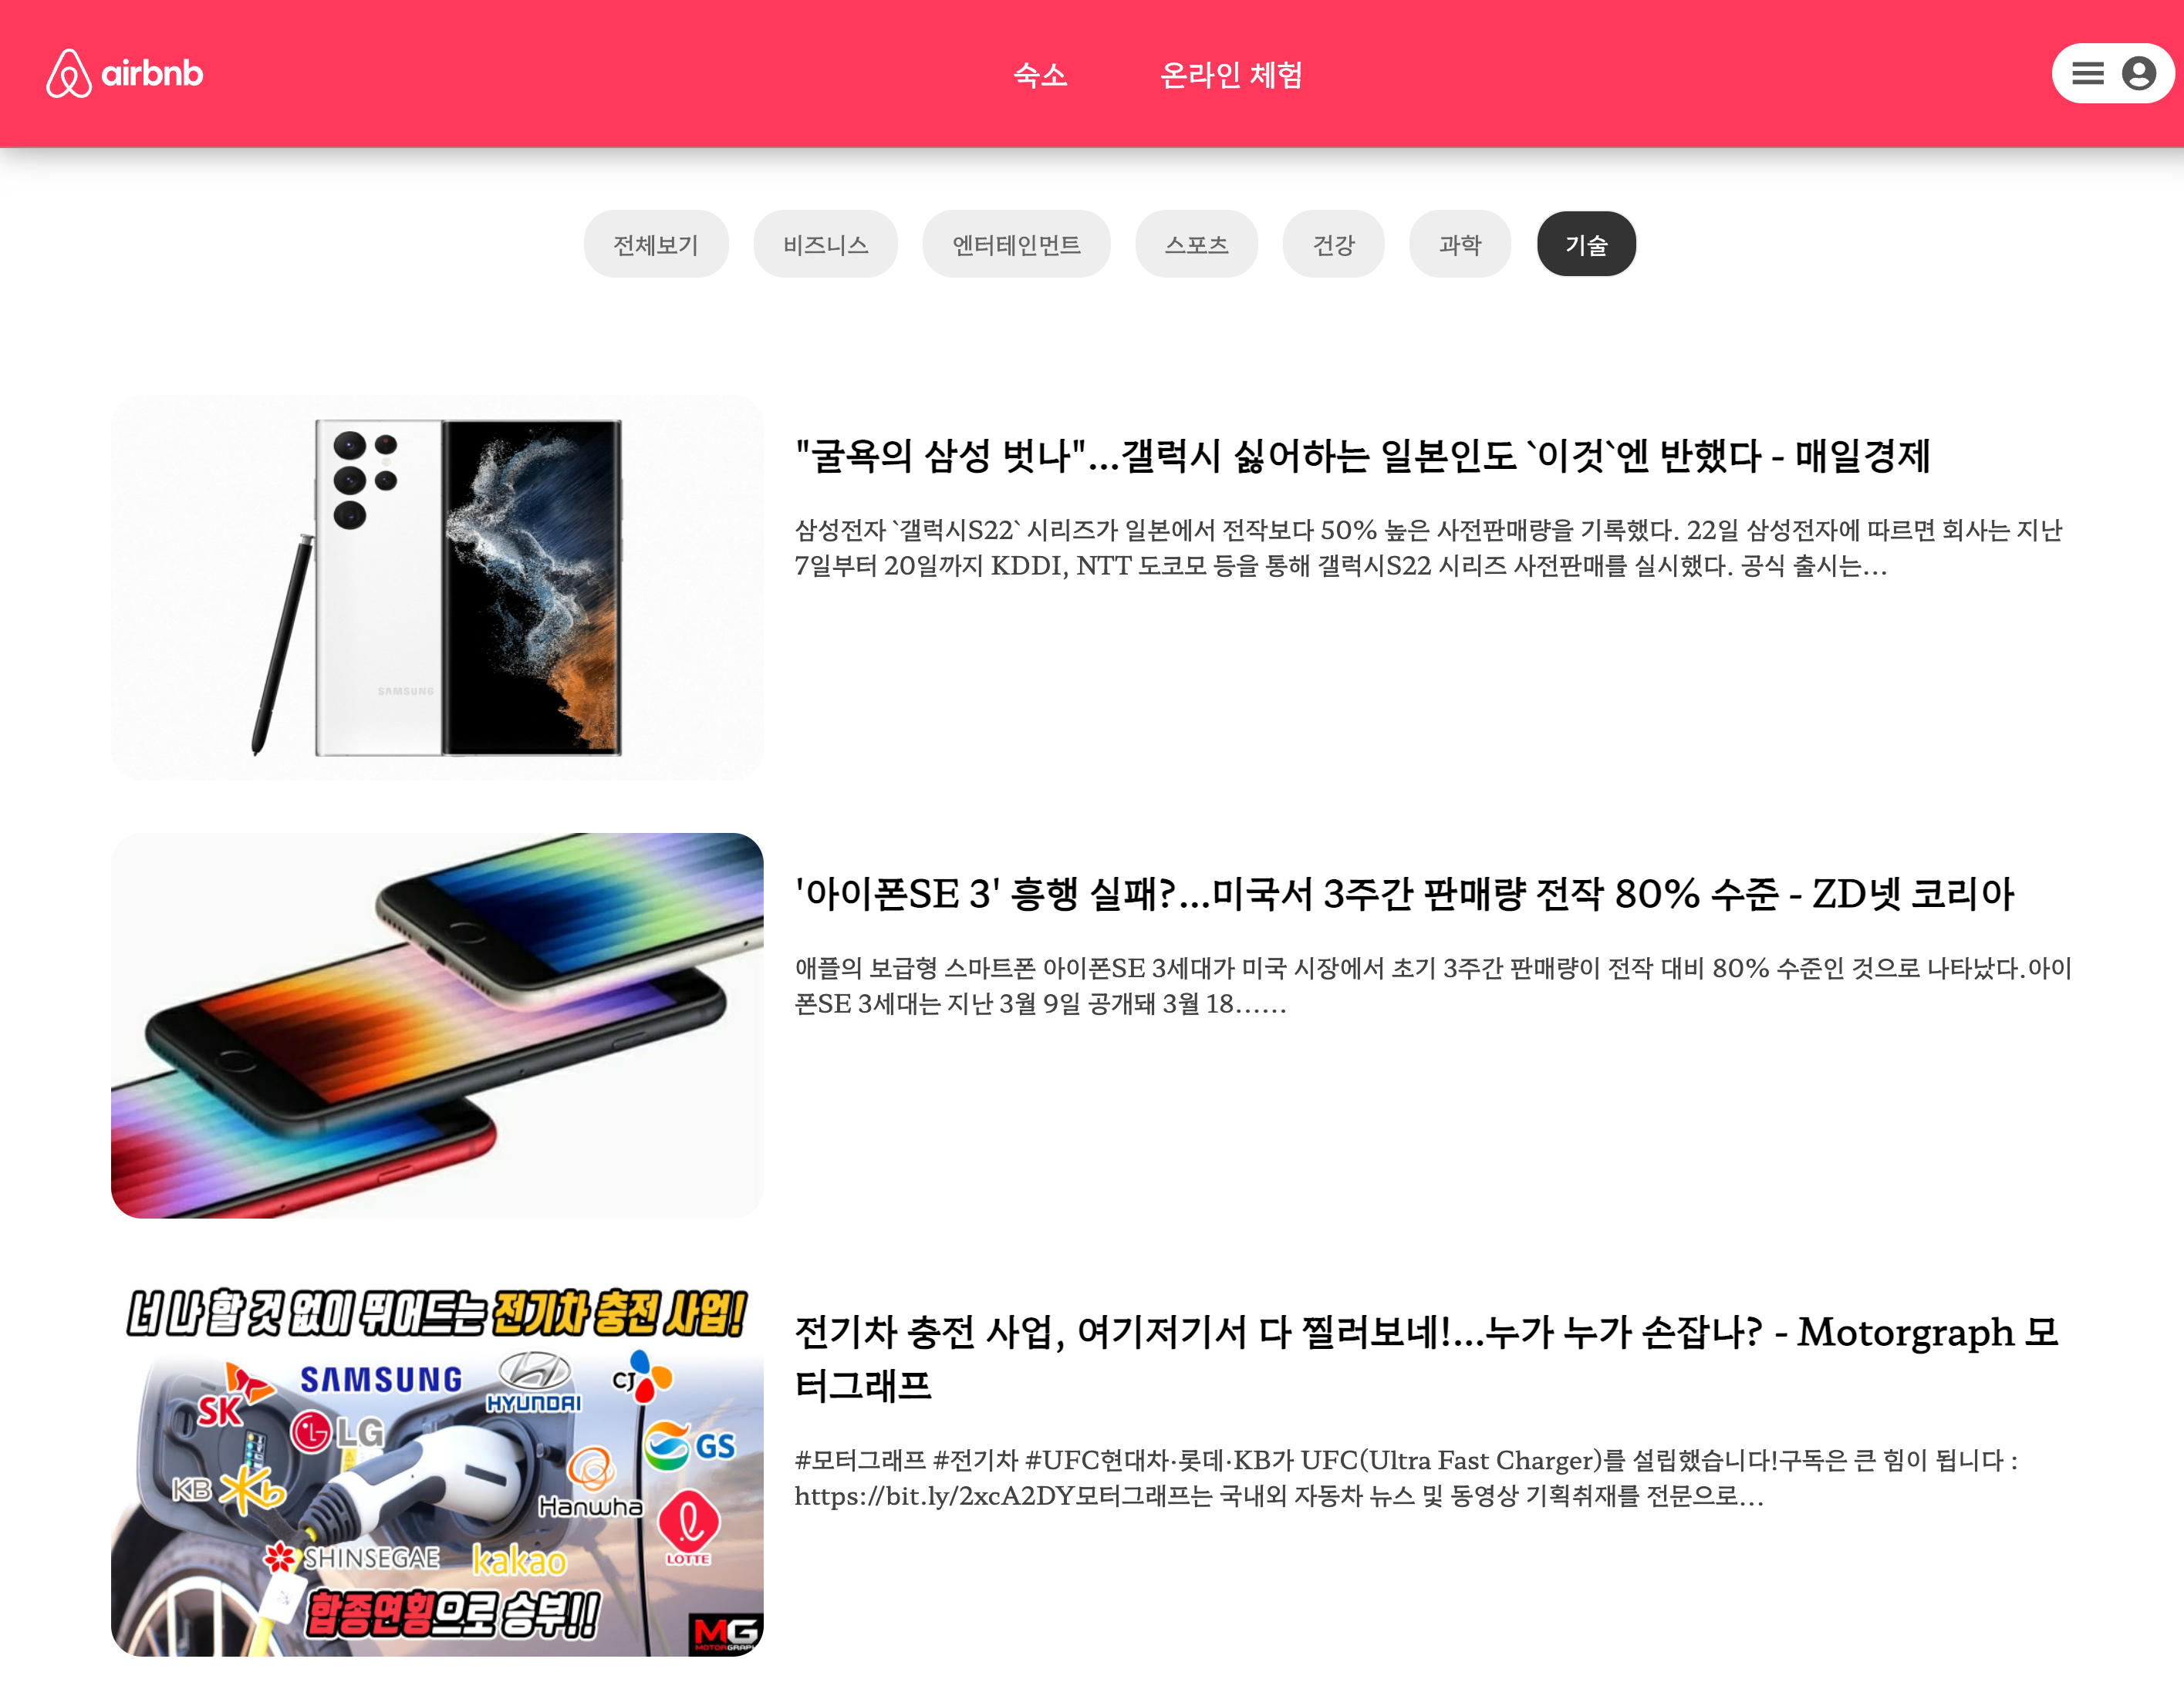 airbnb
숙소
온라인 체험
전체보기
비즈니스
엔터테인먼트
스포츠
건강
과학
기술
"굴욕의 삼성 벗나"...갤럭시 싫어하는 일본인도 `이것`엔 반했다 - 매일경제
삼성전자 `갤럭시S22` 시리즈가 일본에서 전작보다 50% 높은 사전판매량을 기록했다. 22일 삼성전자에 따르면 회사는 지난
7일부터 20일까지 KDDI, NTT 도코모 등을 통해 갤럭시S22 시리즈 사전판매를 실시했다. 공식 출시는...
SAMSUNG
'아이폰SE 3' 흥행 실패?...미국서 3주간 판매량 전작 80% 수준 - ZD넷 코리아
애플의 보급형 스마트폰 아이폰SE 3세대가 미국 시장에서 초기 3주간 판매량이 전작 대비 80% 수준인 것으로 나타났다.아이
폰SE 3세대는 지난 3월 9일 공개돼 3월 18......
너 나 할 것 없이 뛰어드는 전기차 충전 사업!
SK
SAMSUNG
HYUNDAI
CJ
LG
GS
KB
Hanwha
LOTTE
SHINSEGAE
kakao
합종연횡으로 승부!!
MG
MOTORGRAPH
전기차 충전 사업, 여기저기서 다 찔러보네!...누가 누가 손잡나? - Motorgraph 모
터그래프
#모터그래프 #전기차 #UFC현대차·롯데·KB가 UFC(Ultra Fast Charger)를 설립했습니다!구독은 큰 힘이 됩니다 :
https://bit.ly/2xcA2DY모터그래프는 국내외 자동차 뉴스 및 동영상 기획취재를 전문으로...